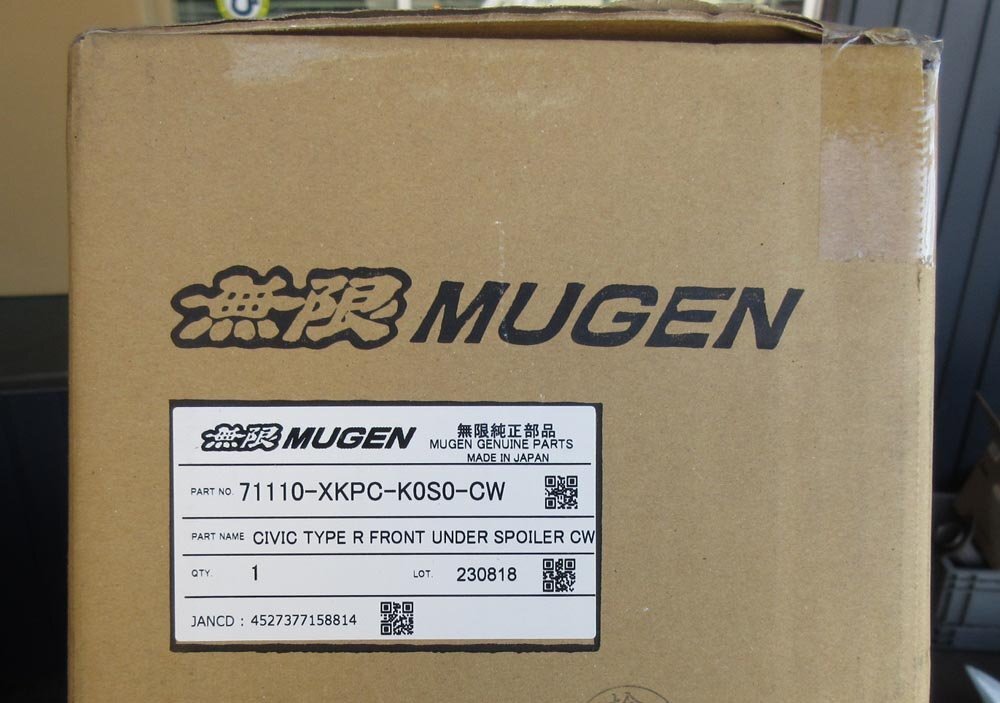 無限 MUGEN
無限 MUGEN
無限純正部品
MUGEN GENUINE PARTS
MADE IN JAPAN
PART NO. 71110-XKPC-K0S0-CW
PART NAME CIVIC TYPE R FRONT UNDER SPOILER CW
QTY. 1 LOT. 230818
JANCD : 4527377158814